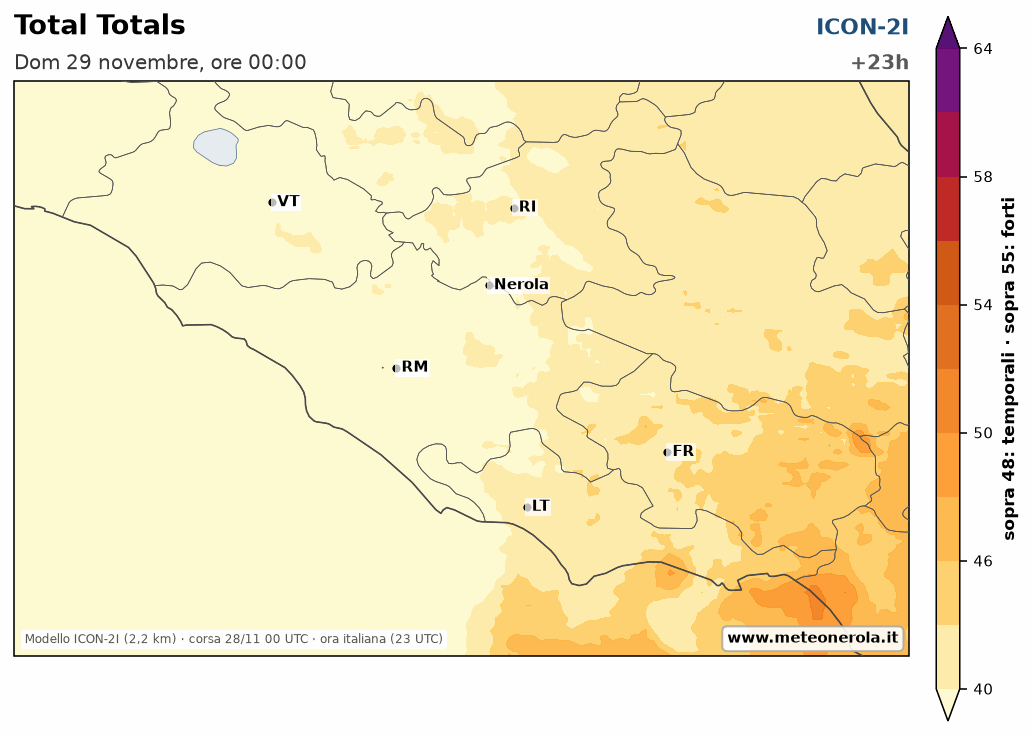 Total Totals
ICON-2I
Dom 29 novembre, ore 00:00
+23h
VT
RI
Nerola
RM
FR
LT
Modello ICON-2I (2,2 km) · corsa 28/11 00 UTC · ora italiana (23 UTC)
www.meteonerola.it
64
58
54
50
46
40
sopra 48: temporali · sopra 55: forti